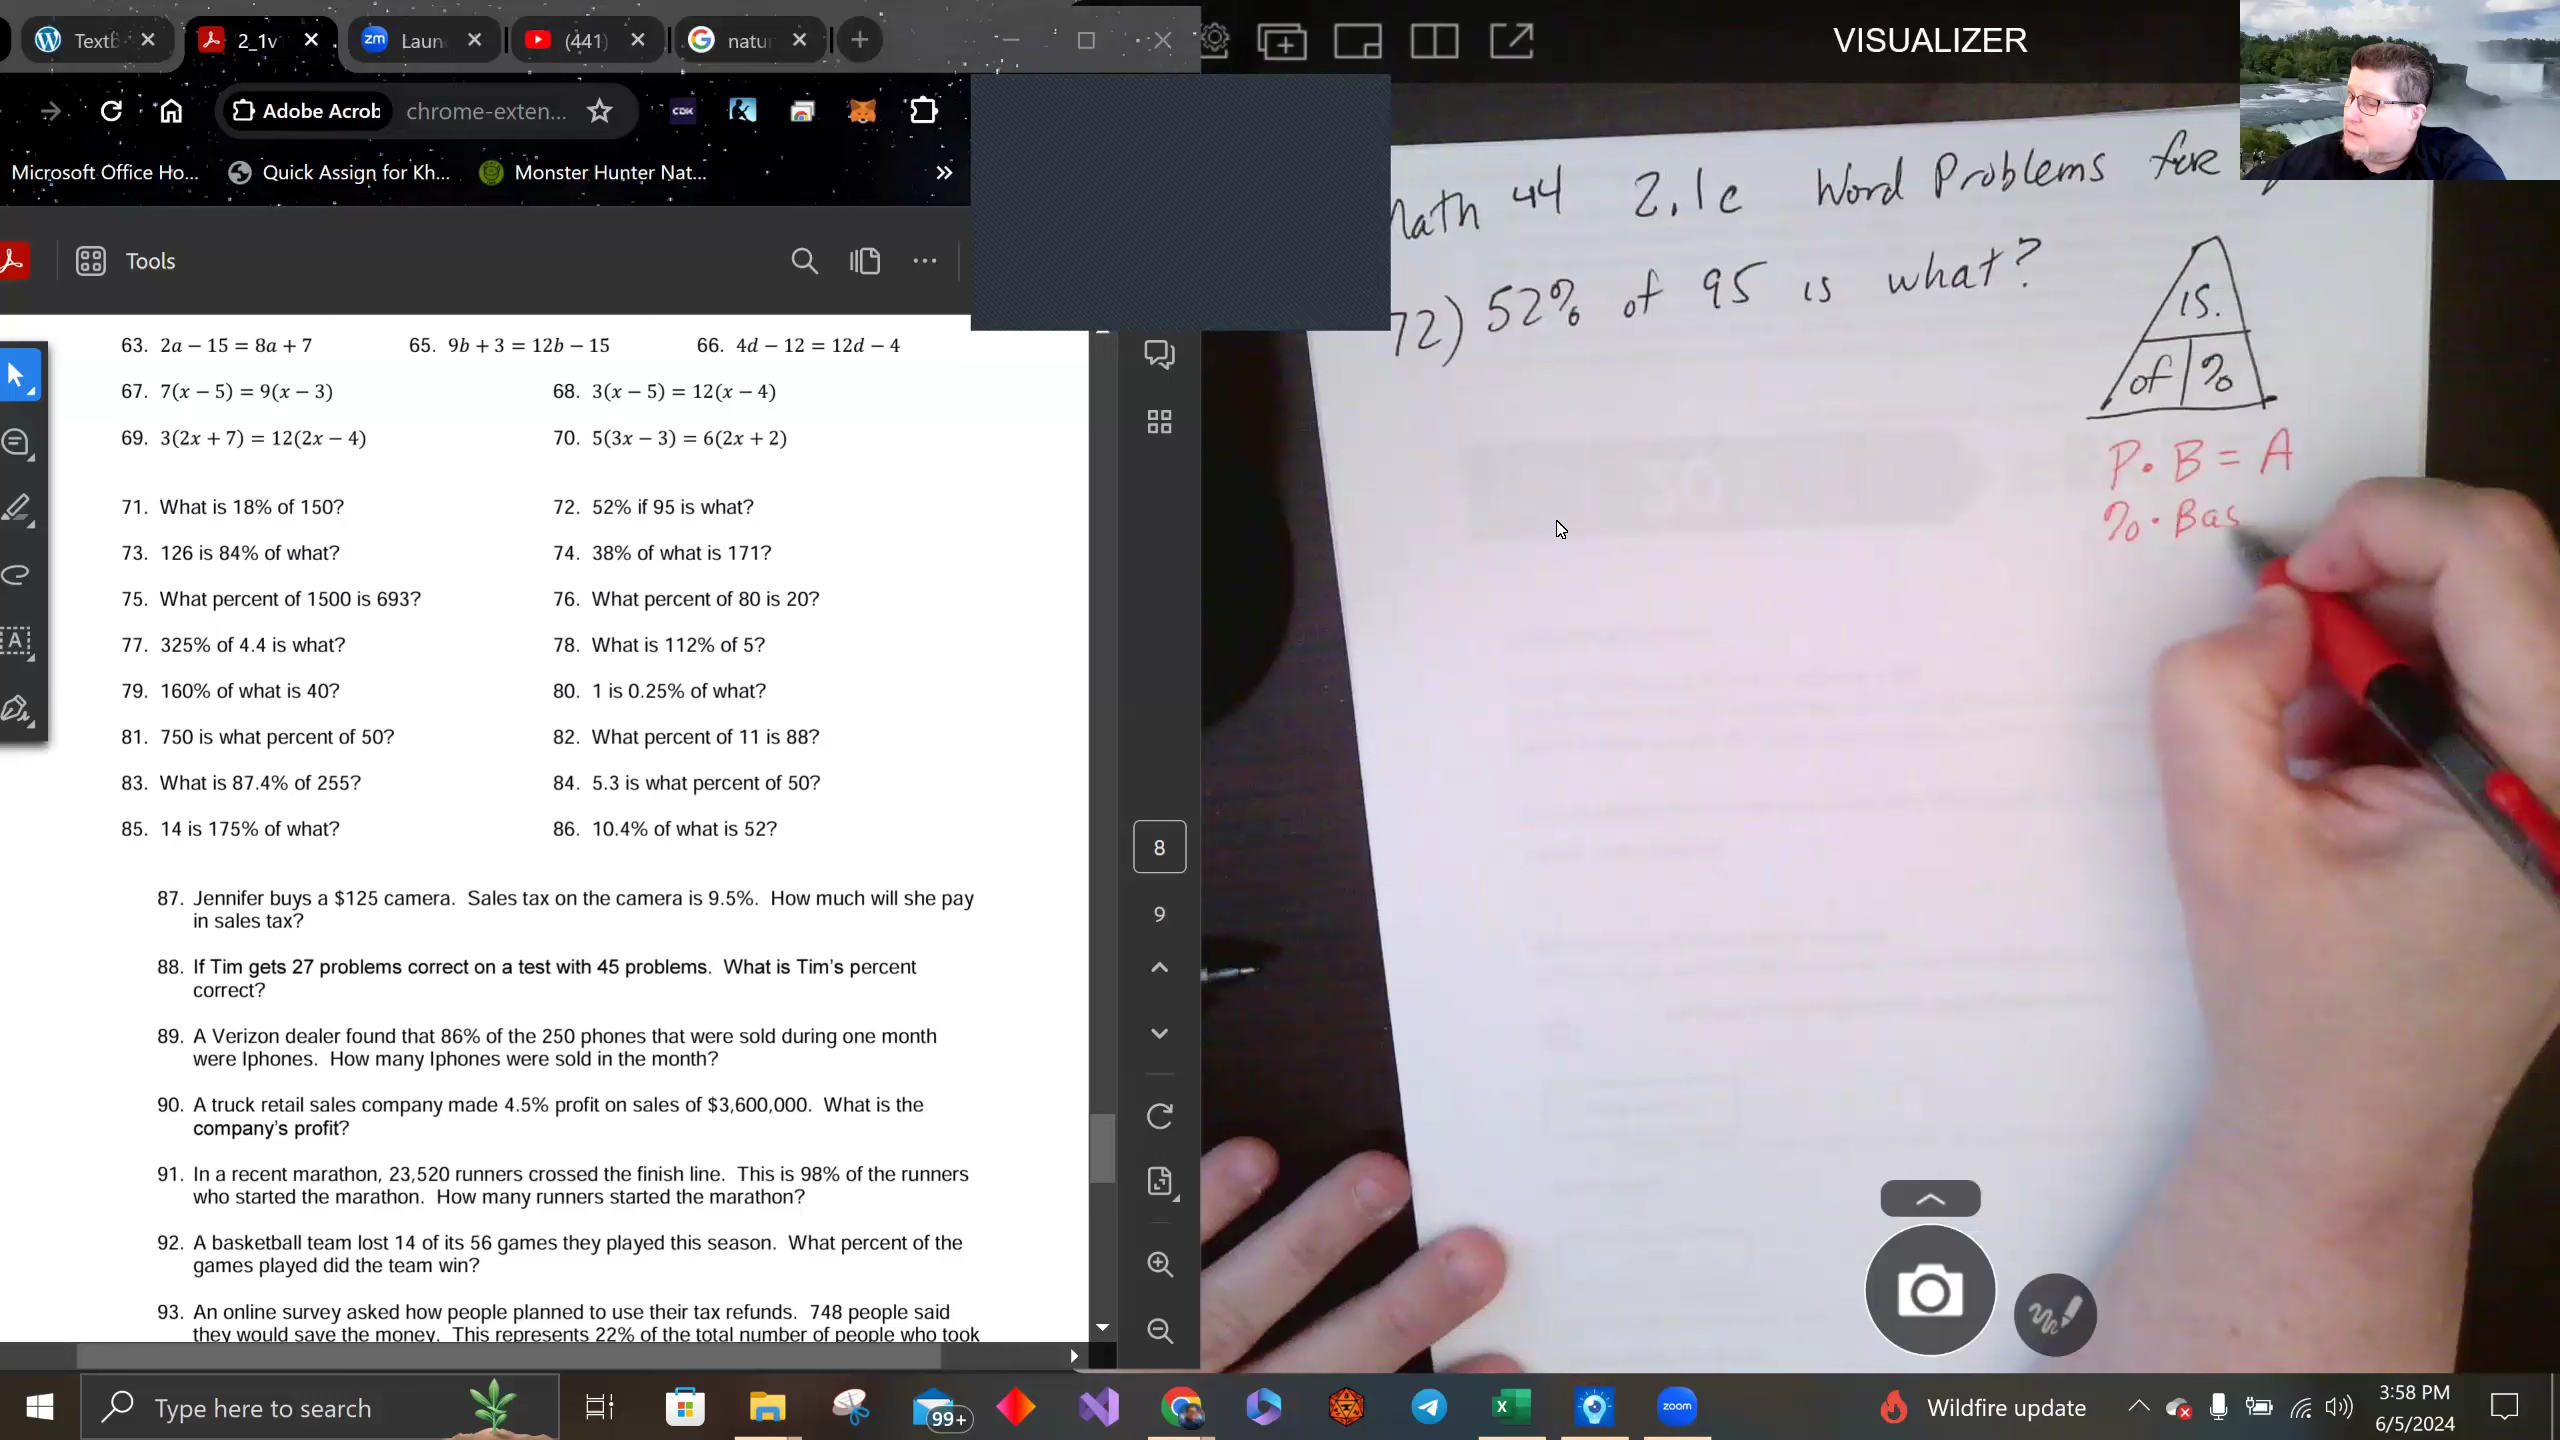 Textb
2_1v
Laun
(441)
natu
VISUALIZER
Adobe Acrob
chrome-exten...
Microsoft Office Ho...
Quick Assign for Kh...
Monster Hunter Nat...
Tools
63. 2a − 15 = 8a + 7
65. 9b + 3 = 12b − 15
66. 4d − 12 = 12d − 4
67. 7(x − 5) = 9(x − 3)
68. 3(x − 5) = 12(x − 4)
69. 3(2x + 7) = 12(2x − 4)
70. 5(3x − 3) = 6(2x + 2)
71. What is 18% of 150?
72. 52% if 95 is what?
73. 126 is 84% of what?
74. 38% of what is 171?
75. What percent of 1500 is 693?
76. What percent of 80 is 20?
77. 325% of 4.4 is what?
78. What is 112% of 5?
79. 160% of what is 40?
80. 1 is 0.25% of what?
81. 750 is what percent of 50?
82. What percent of 11 is 88?
83. What is 87.4% of 255?
84. 5.3 is what percent of 50?
85. 14 is 175% of what?
86. 10.4% of what is 52?
87. Jennifer buys a $125 camera. Sales tax on the camera is 9.5%. How much will she pay
in sales tax?
88. If Tim gets 27 problems correct on a test with 45 problems. What is Tim's percent
correct?
89. A Verizon dealer found that 86% of the 250 phones that were sold during one month
were Iphones. How many Iphones were sold in the month?
90. A truck retail sales company made 4.5% profit on sales of $3,600,000. What is the
company's profit?
91. In a recent marathon, 23,520 runners crossed the finish line. This is 98% of the runners
who started the marathon. How many runners started the marathon?
92. A basketball team lost 14 of its 56 games they played this season. What percent of the
games played did the team win?
93. An online survey asked how people planned to use their tax refunds. 748 people said
they would save the money. This represents 22% of the total number of people who took
8
9
Math 44 2.1c Word Problems for
72) 52% of 95 is what?
is.
of %
P · B = A
% · Bas
Type here to search
99+
zoom
Wildfire update
3:58 PM
6/5/2024